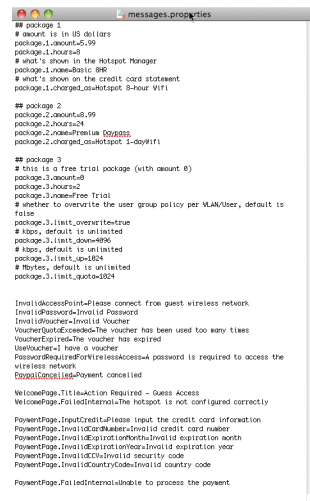 messages.properties
## package 1
# amount is in US dollars
package.1.amount=5.99
package.1.hours=8
# what's shown in the Hotspot Manager
package.1.name=Basic 8HR
# what's shown on the credit card statement
package.1.charged_as=Hotspot 8-hour Wifi
## package 2
package.2.amount=8.99
package.2.hours=24
package.2.name=Premium Daypass
package.2.charged_as=Hotspot 1-dayWifi
## package 3
# this is a free trial package (with amount 0)
package.3.amount=0
package.3.hours=2
package.3.name=Free Trial
# whether to overwrite the user group policy per WLAN/User, default is
false
package.3.limit_overwrite=true
# kbps, default is unlimited
package.3.limit_down=4096
# kbps, default is unlimited
package.3.limit_up=1024
# Mbytes, default is unlimited
package.3.limit_quota=1024
InvalidAccessPoint=Please connect from guest wireless network
InvalidPassword=Invalid Password
InvalidVoucher=Invalid Voucher
VoucherQuotaExceeded=The voucher has been used too many times
VoucherExpired=The voucher has expired
UseVoucher=I have a voucher
PasswordRequiredForWirelessAccess=A password is required to access the
wireless network
PaypalCancelled=Payment cancelled
WelcomePage.Title=Action Required - Guess Access
WelcomePage.FailedInternal=The hotspot is not configured correctly
PaymentPage.InputCredit=Please input the credit card information
PaymentPage.InvalidCardNumber=Invalid credit card number
PaymentPage.InvalidExpirationMonth=Invalid expiration month
PaymentPage.InvalidExpirationYear=Invalid expiration year
PaymentPage.InvalidCCV=Invalid security code
PaymentPage.InvalidCountryCode=Invalid country code
PaymentPage.FailedInternal=Unable to process the payment